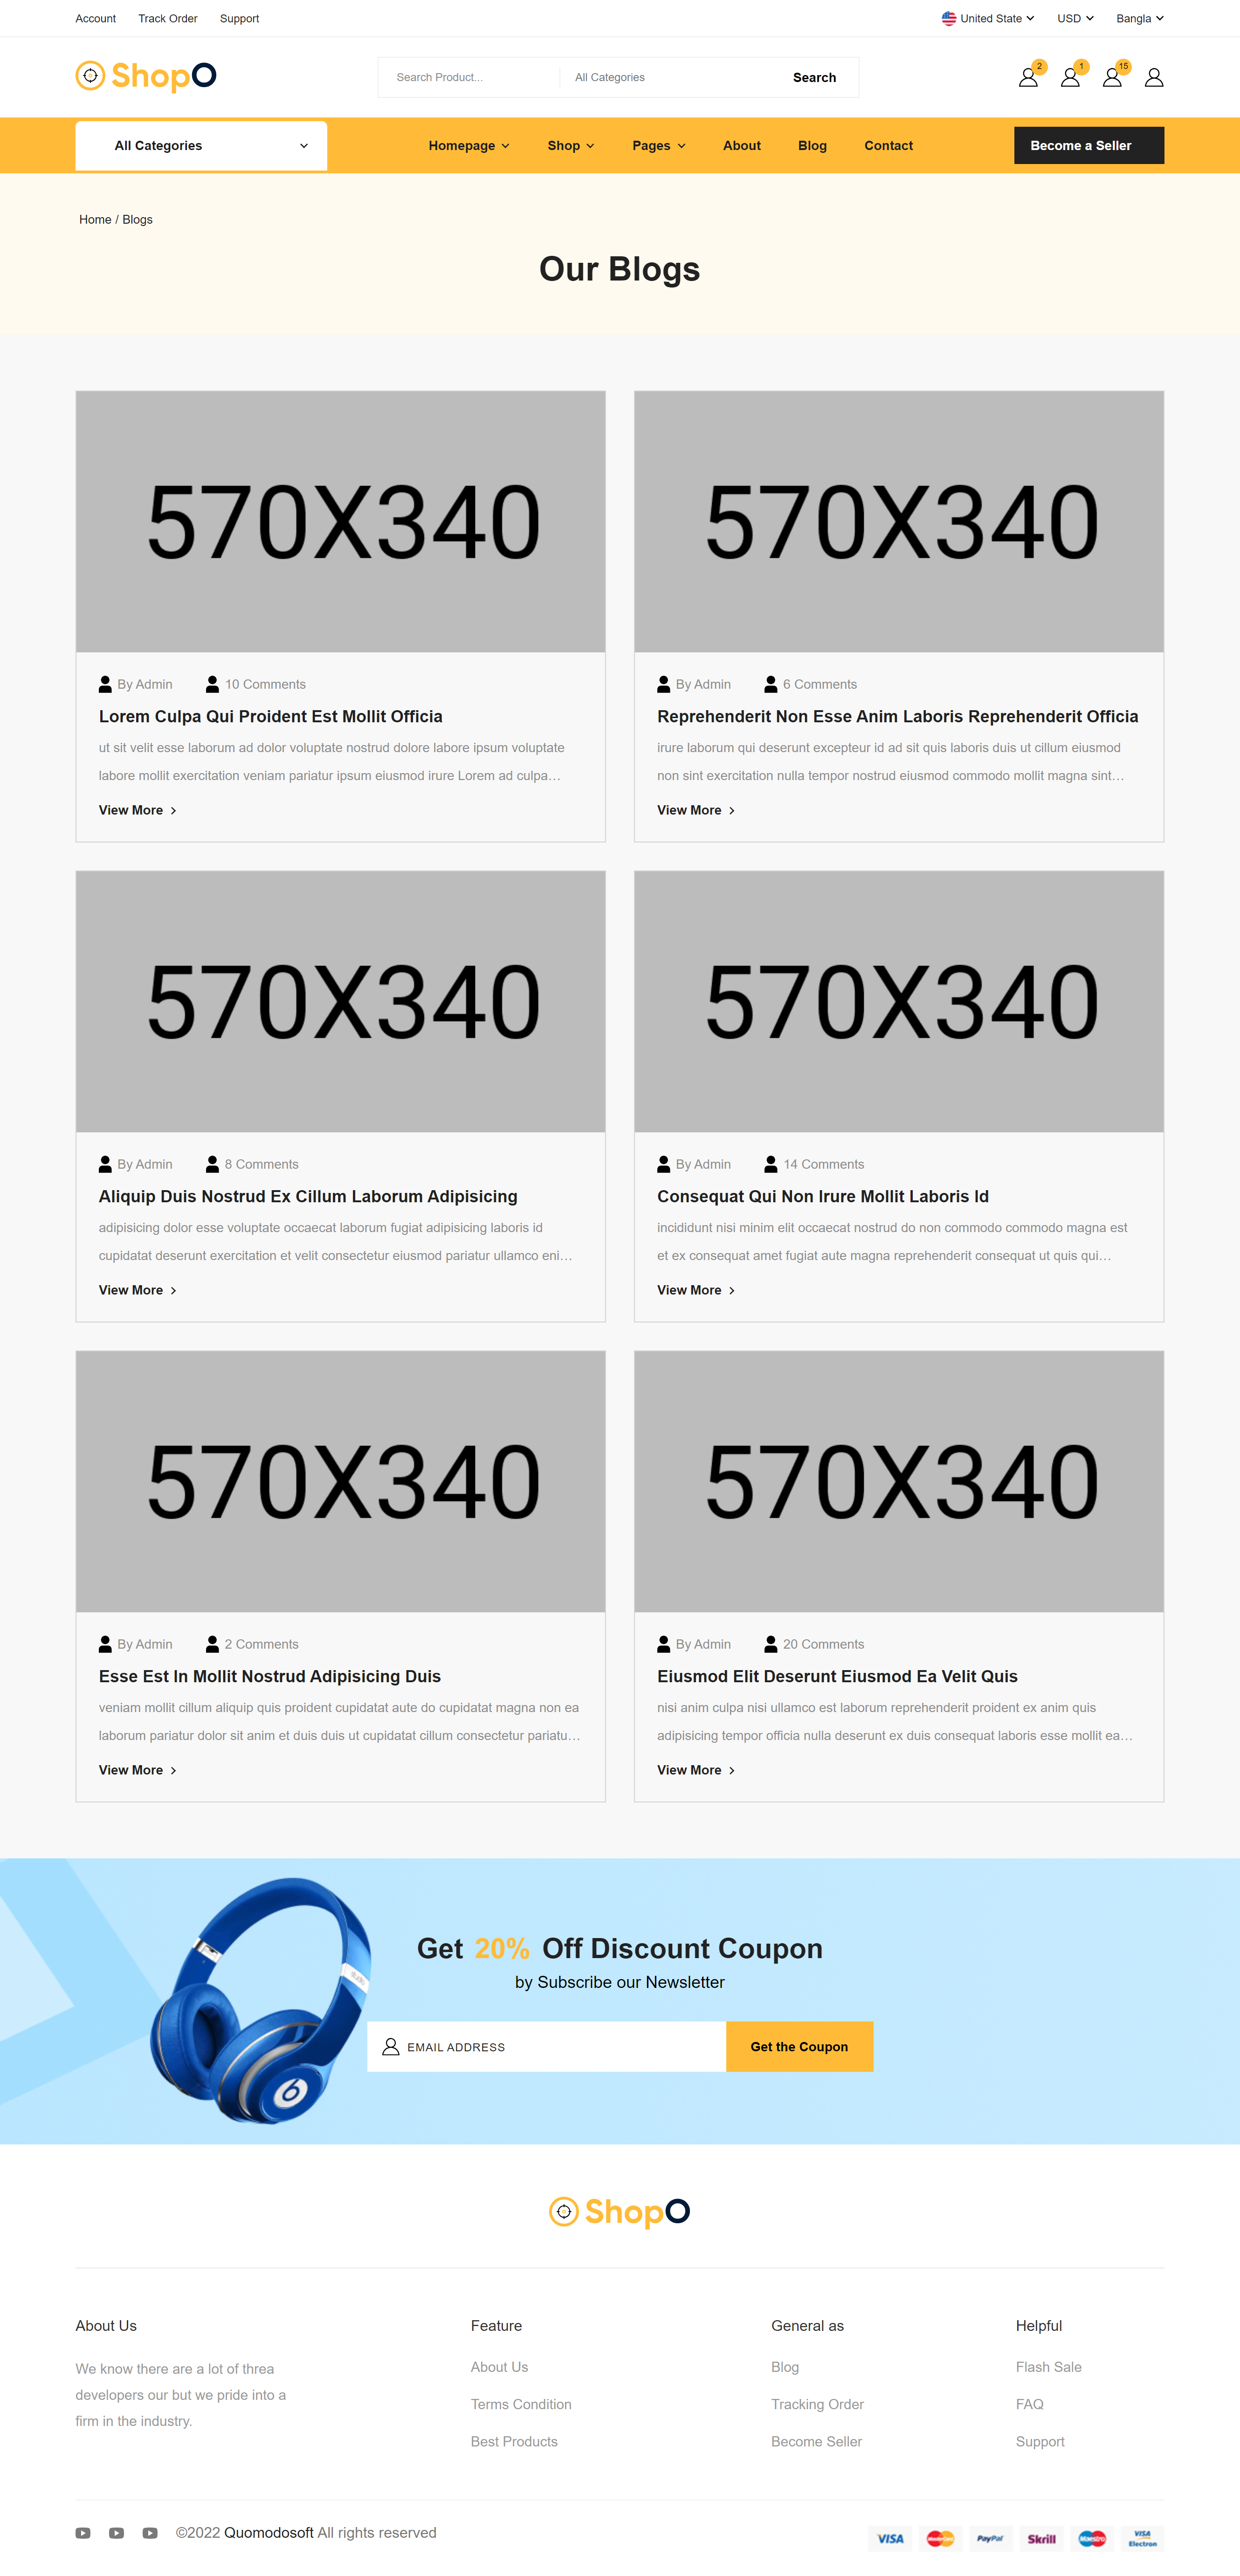 Account Track Order Support United State USD Bangla
ShopO Search Product... All Categories Search 2 1 15
All Categories Homepage Shop Pages About Blog Contact Become a Seller
Home / Blogs
Our Blogs
570X340
By Admin 10 Comments
Lorem Culpa Qui Proident Est Mollit Officia
ut sit velit esse laborum ad dolor voluptate nostrud dolore labore ipsum voluptate
labore mollit exercitation veniam pariatur ipsum eiusmod irure Lorem ad culpa...
View More
570X340
By Admin 6 Comments
Reprehenderit Non Esse Anim Laboris Reprehenderit Officia
irure laborum qui deserunt excepteur id ad sit quis laboris duis ut cillum eiusmod
non sint exercitation nulla tempor nostrud eiusmod commodo mollit magna sint...
View More
570X340
By Admin 8 Comments
Aliquip Duis Nostrud Ex Cillum Laborum Adipisicing
adipisicing dolor esse voluptate occaecat laborum fugiat adipisicing laboris id
cupidatat deserunt exercitation et velit consectetur eiusmod pariatur ullamco eni...
View More
570X340
By Admin 14 Comments
Consequat Qui Non Irure Mollit Laboris Id
incididunt nisi minim elit occaecat nostrud do non commodo commodo magna est
et ex consequat amet fugiat aute magna reprehenderit consequat ut quis qui...
View More
570X340
By Admin 2 Comments
Esse Est In Mollit Nostrud Adipisicing Duis
veniam mollit cillum aliquip quis proident cupidatat aute do cupidatat magna non ea
laborum pariatur dolor sit anim et duis duis ut cupidatat cillum consectetur pariatu...
View More
570X340
By Admin 20 Comments
Eiusmod Elit Deserunt Eiusmod Ea Velit Quis
nisi anim culpa nisi ullamco est laborum reprehenderit proident ex anim quis
adipisicing tempor officia nulla deserunt ex duis consequat laboris esse mollit ea...
View More
Get 20% Off Discount Coupon
by Subscribe our Newsletter
EMAIL ADDRESS Get the Coupon
ShopO
About Us
We know there are a lot of threa
developers our but we pride into a
firm in the industry.
Feature
About Us
Terms Condition
Best Products
General as
Blog
Tracking Order
Become Seller
Helpful
Flash Sale
FAQ
Support
©2022 Quomodosoft All rights reserved
VISA MasterCard PayPal Skrill Maestro VISA Electron